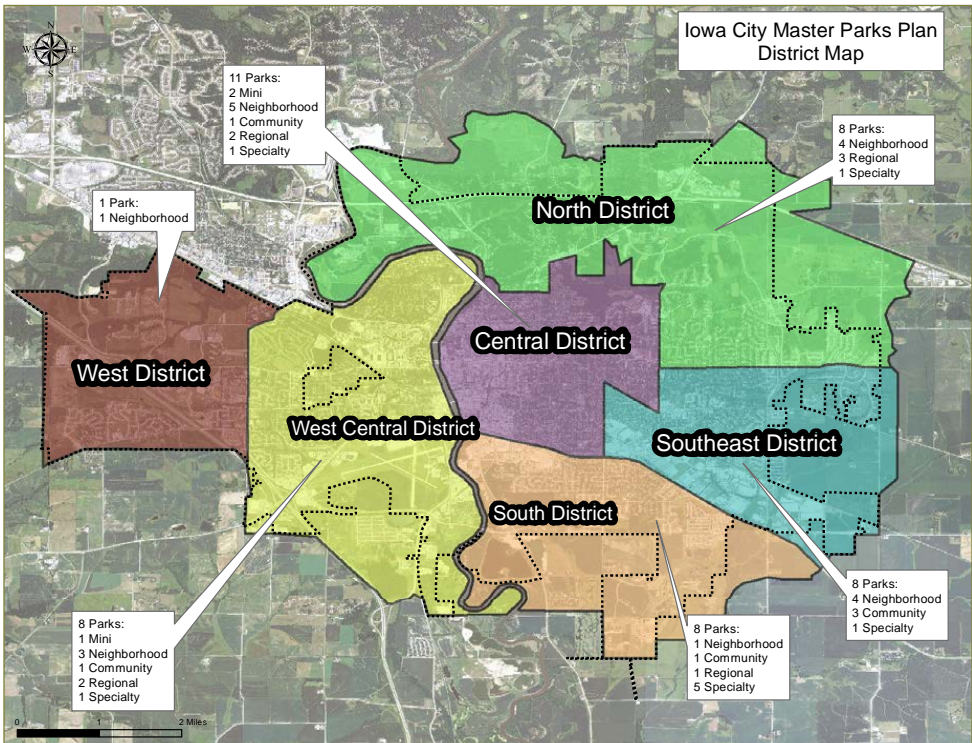 Iowa City Master Parks Plan
District Map
N
W
E
S
11 Parks:
2 Mini
5 Neighborhood
1 Community
2 Regional
1 Specialty
8 Parks:
4 Neighborhood
3 Regional
1 Specialty
1 Park:
1 Neighborhood
North District
Central District
West District
West Central District
Southeast District
South District
8 Parks:
1 Mini
3 Neighborhood
1 Community
2 Regional
1 Specialty
8 Parks:
1 Neighborhood
1 Community
1 Regional
5 Specialty
8 Parks:
4 Neighborhood
3 Community
1 Specialty
0 1 2 Miles